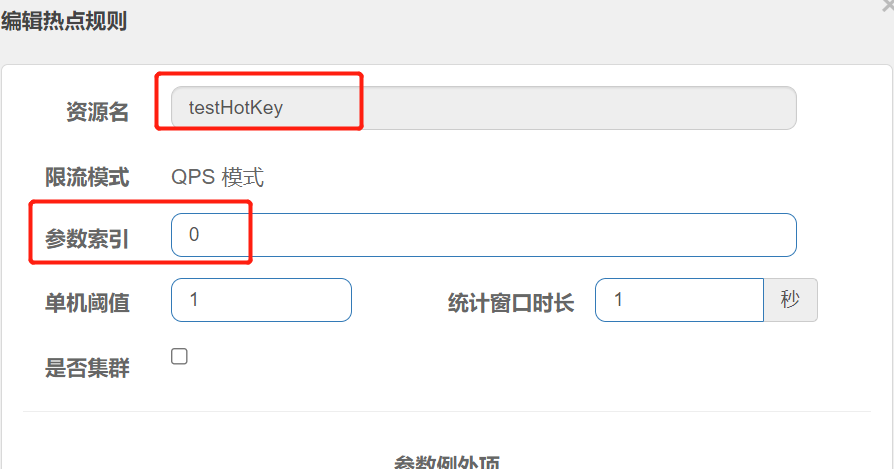 编辑热点规则
资源名 testHotKey
限流模式 QPS 模式
参数索引 0
单机阈值 1 统计窗口时长 1 秒
是否集群
参数例外项